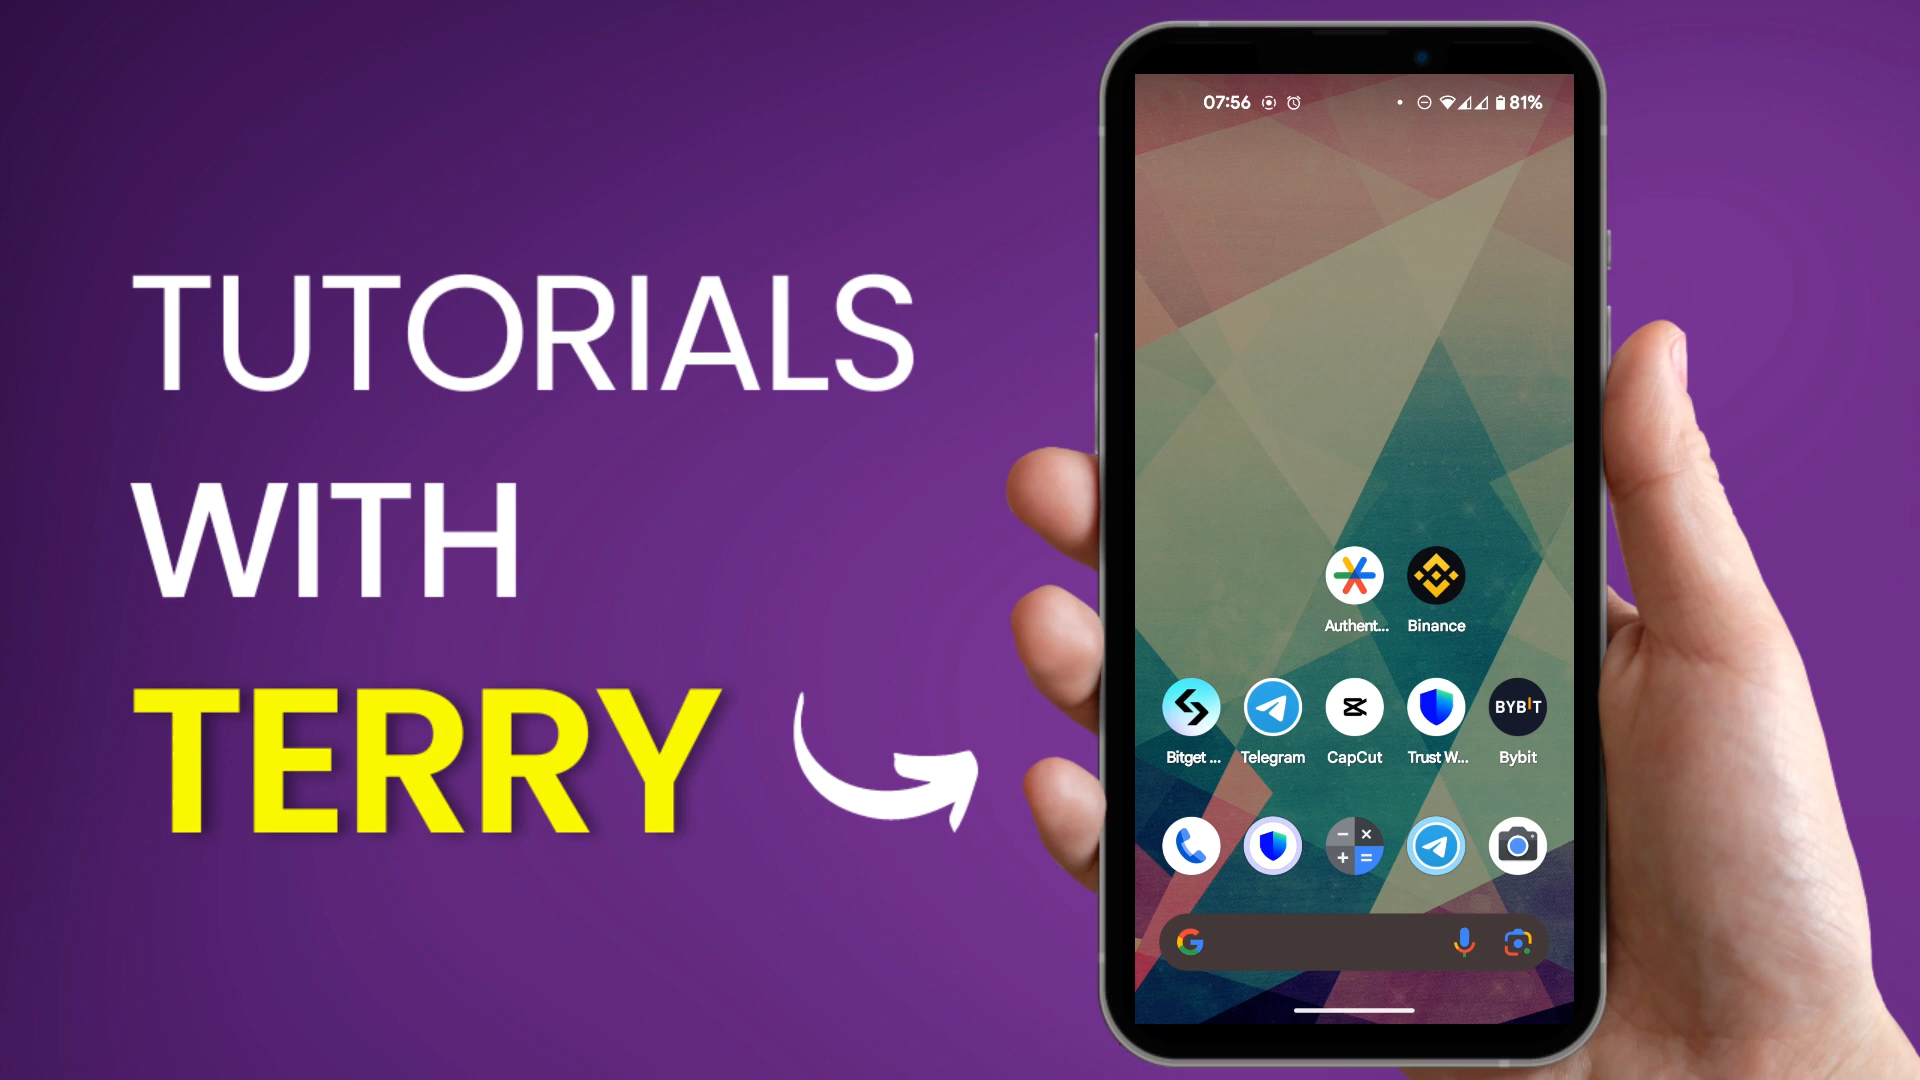 TUTORIALS
WITH
TERRY
07:56
81%
Authent...
Binance
BYBIT
Bitget ...
Telegram
CapCut
Trust W...
Bybit